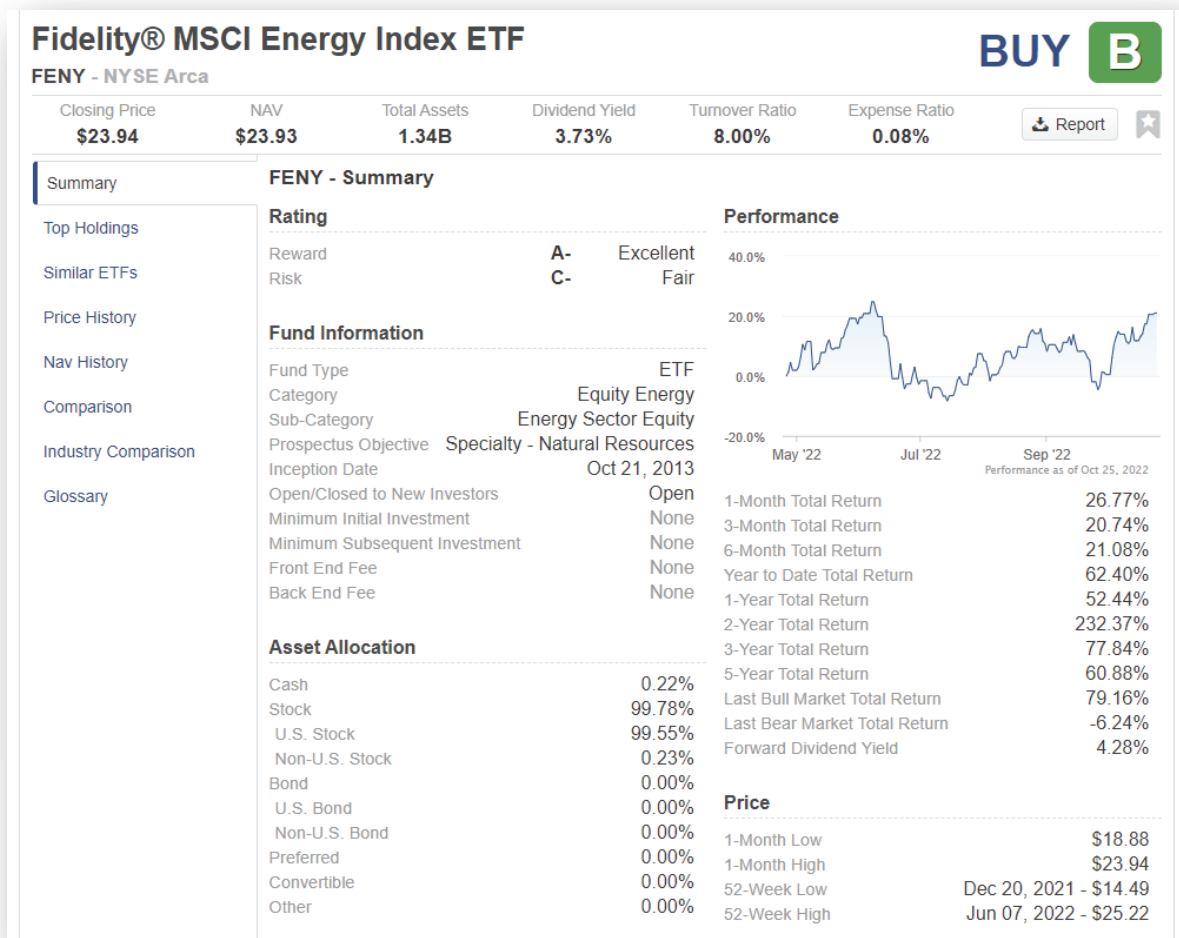 Fidelity® MSCI Energy Index ETF
FENY - NYSE Arca
BUY B
Closing Price NAV Total Assets Dividend Yield Turnover Ratio Expense Ratio
$23.94 $23.93 1.34B 3.73% 8.00% 0.08%
Report
Summary
Top Holdings
Similar ETFs
Price History
Nav History
Comparison
Industry Comparison
Glossary
FENY - Summary
Rating
Reward A- Excellent
Risk C- Fair
Fund Information
Fund Type ETF
Category Equity Energy
Sub-Category Energy Sector Equity
Prospectus Objective Specialty - Natural Resources
Inception Date Oct 21, 2013
Open/Closed to New Investors Open
Minimum Initial Investment None
Minimum Subsequent Investment None
Front End Fee None
Back End Fee None
Asset Allocation
Cash 0.22%
Stock 99.78%
U.S. Stock 99.55%
Non-U.S. Stock 0.23%
Bond 0.00%
U.S. Bond 0.00%
Non-U.S. Bond 0.00%
Preferred 0.00%
Convertible 0.00%
Other 0.00%
Performance
40.0%
20.0%
0.0%
-20.0%
May '22 Jul '22 Sep '22
Performance as of Oct 25, 2022
1-Month Total Return 26.77%
3-Month Total Return 20.74%
6-Month Total Return 21.08%
Year to Date Total Return 62.40%
1-Year Total Return 52.44%
2-Year Total Return 232.37%
3-Year Total Return 77.84%
5-Year Total Return 60.88%
Last Bull Market Total Return 79.16%
Last Bear Market Total Return -6.24%
Forward Dividend Yield 4.28%
Price
1-Month Low $18.88
1-Month High $23.94
52-Week Low Dec 20, 2021 - $14.49
52-Week High Jun 07, 2022 - $25.22